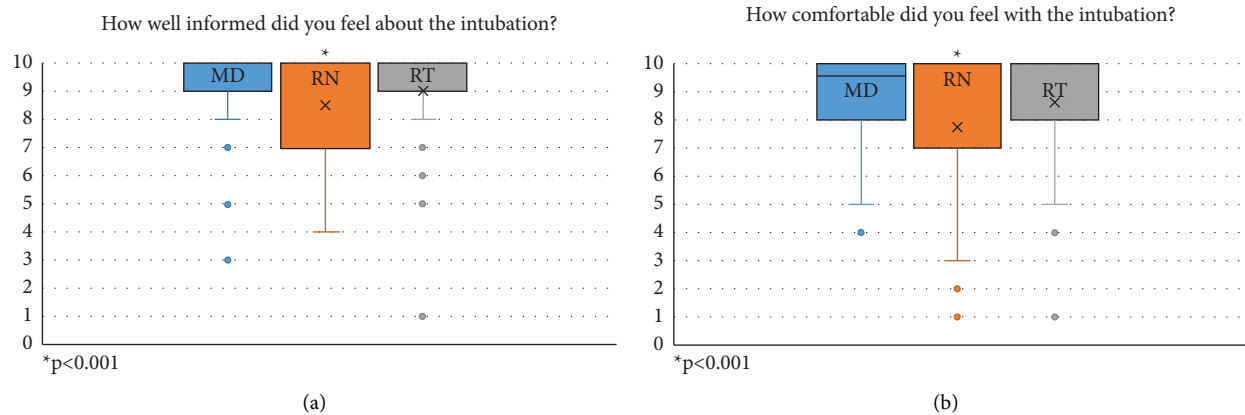 How well informed did you feel about the intubation?
*
10
9
8
7
6
5
4
3
2
1
0
MD
RN
RT
*p<0.001
(a)
How comfortable did you feel with the intubation?
*
10
9
8
7
6
5
4
3
2
1
0
MD
RN
RT
*p<0.001
(b)